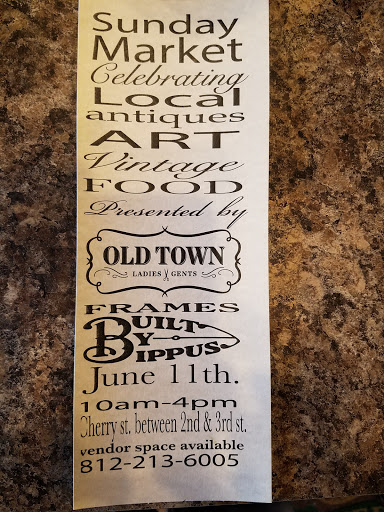 Sunday
Market
Celebrating
Local
antiques
ART
Vintage
FOOD
Presented by
OLD TOWN
LADIES GENTS
FRAMES
BUILT
BY
BIPPUS
June 11th.
10am-4pm
Cherry st. between 2nd & 3rd st.
vendor space available
812-213-6005